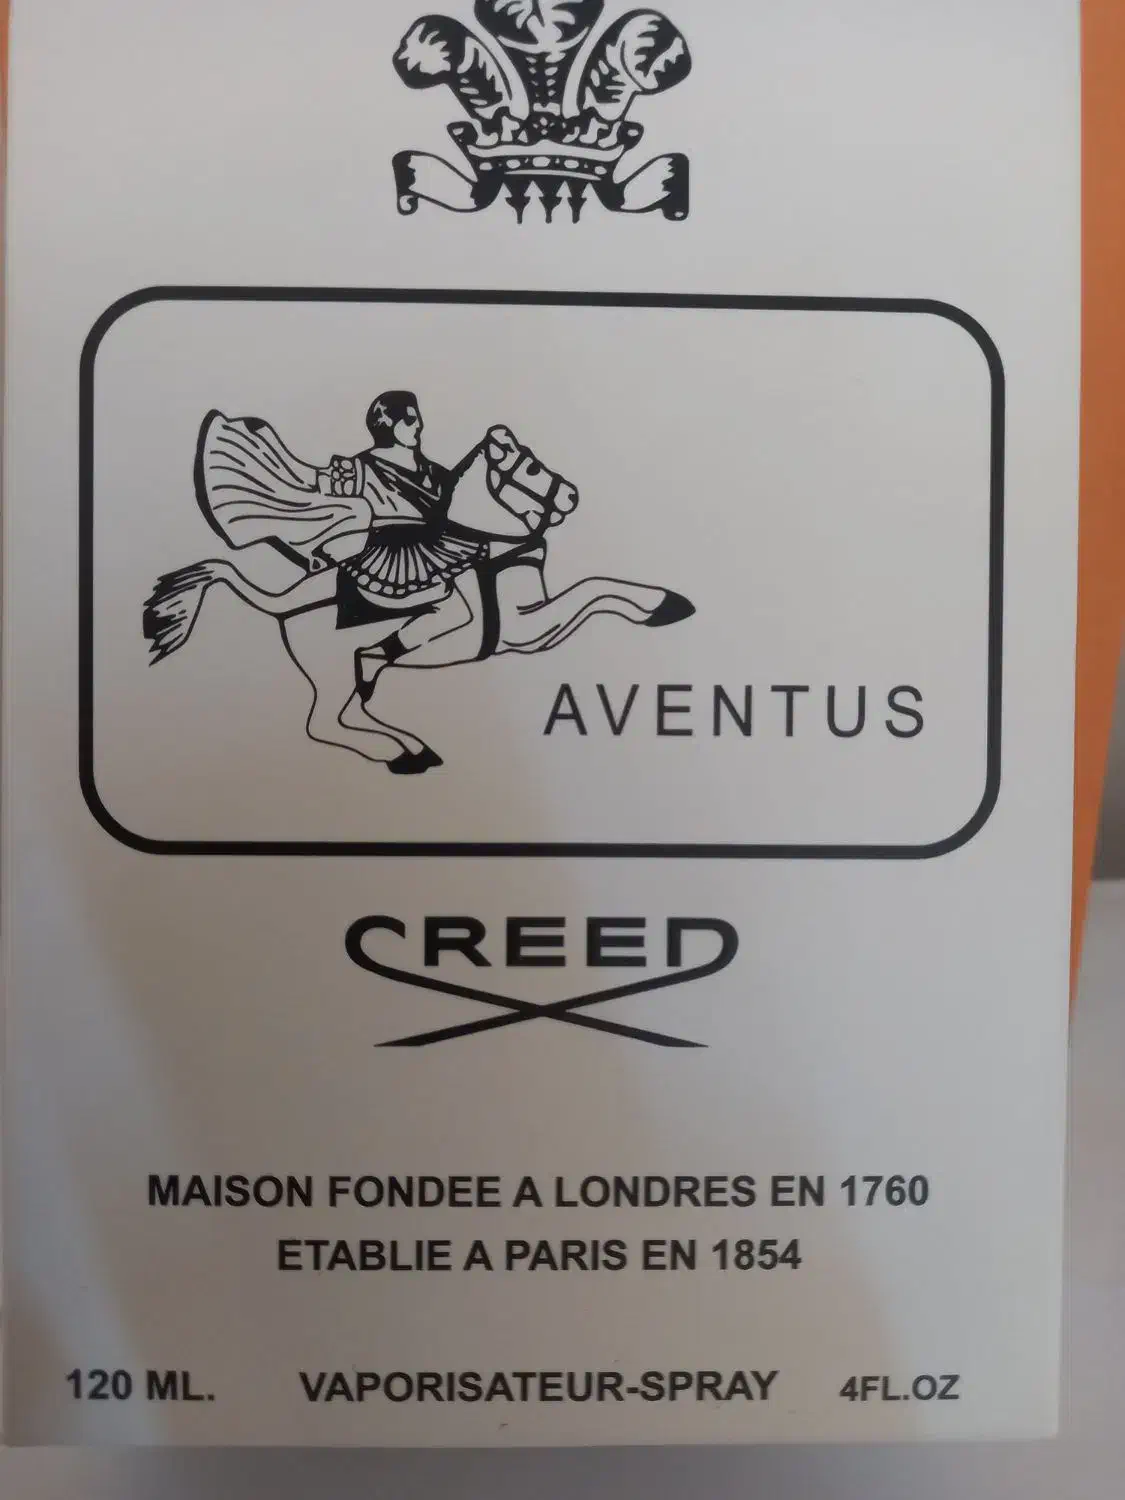 AVENTUS
CREED
MAISON FONDEE A LONDRES EN 1760
ETABLIE A PARIS EN 1854
120 ML. VAPORISATEUR-SPRAY 4FL.OZ